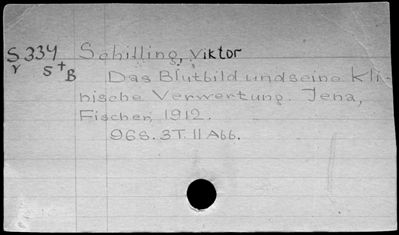 S 334 Schilling, Viktor
r S + B Das Blutbild und seine Kli-
nische Verwertung. Jena,
Fischer, 1912.
96 S. 3 T. 11 Abb.